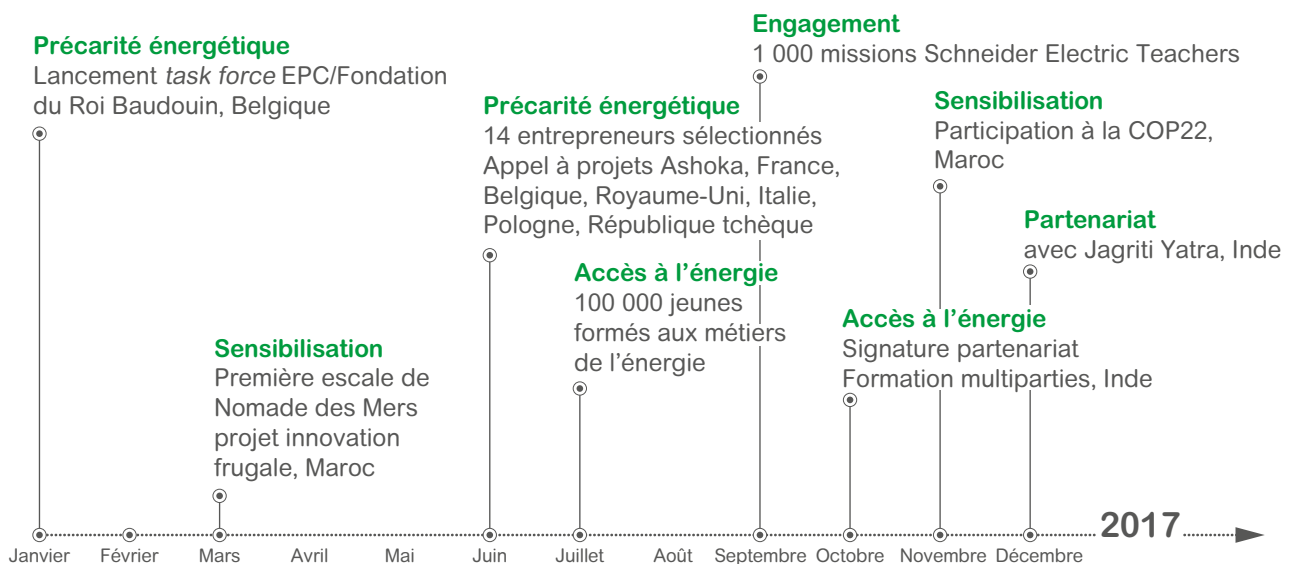 Précarité énergétique
Lancement task force EPC/Fondation
du Roi Baudouin, Belgique
Sensibilisation
Première escale de
Nomade des Mers
projet innovation
frugale, Maroc
Précarité énergétique
14 entrepreneurs sélectionnés
Appel à projets Ashoka, France,
Belgique, Royaume-Uni, Italie,
Pologne, République tchèque
Accès à l’énergie
100 000 jeunes
formés aux métiers
de l’énergie
Engagement
1 000 missions Schneider Electric Teachers
Accès à l’énergie
Signature partenariat
Formation multiparties, Inde
Sensibilisation
Participation à la COP22,
Maroc
Partenariat
avec Jagriti Yatra, Inde
2017
Janvier Février Mars Avril Mai Juin Juillet Août Septembre Octobre Novembre Décembre